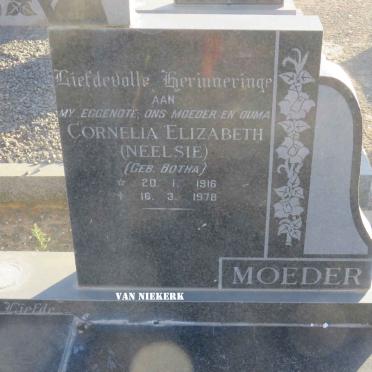 Liefdevolle Herinneringe
AAN
MY EGGENOTE, ONS MOEDER EN OUMA
CORNELIA ELIZABETH
(NEELSIE)
(GEB. BOTHA)
☆ 20. 1. 1916
+ 16. 3. 1978
MOEDER
VAN NIEKERK
Liefde